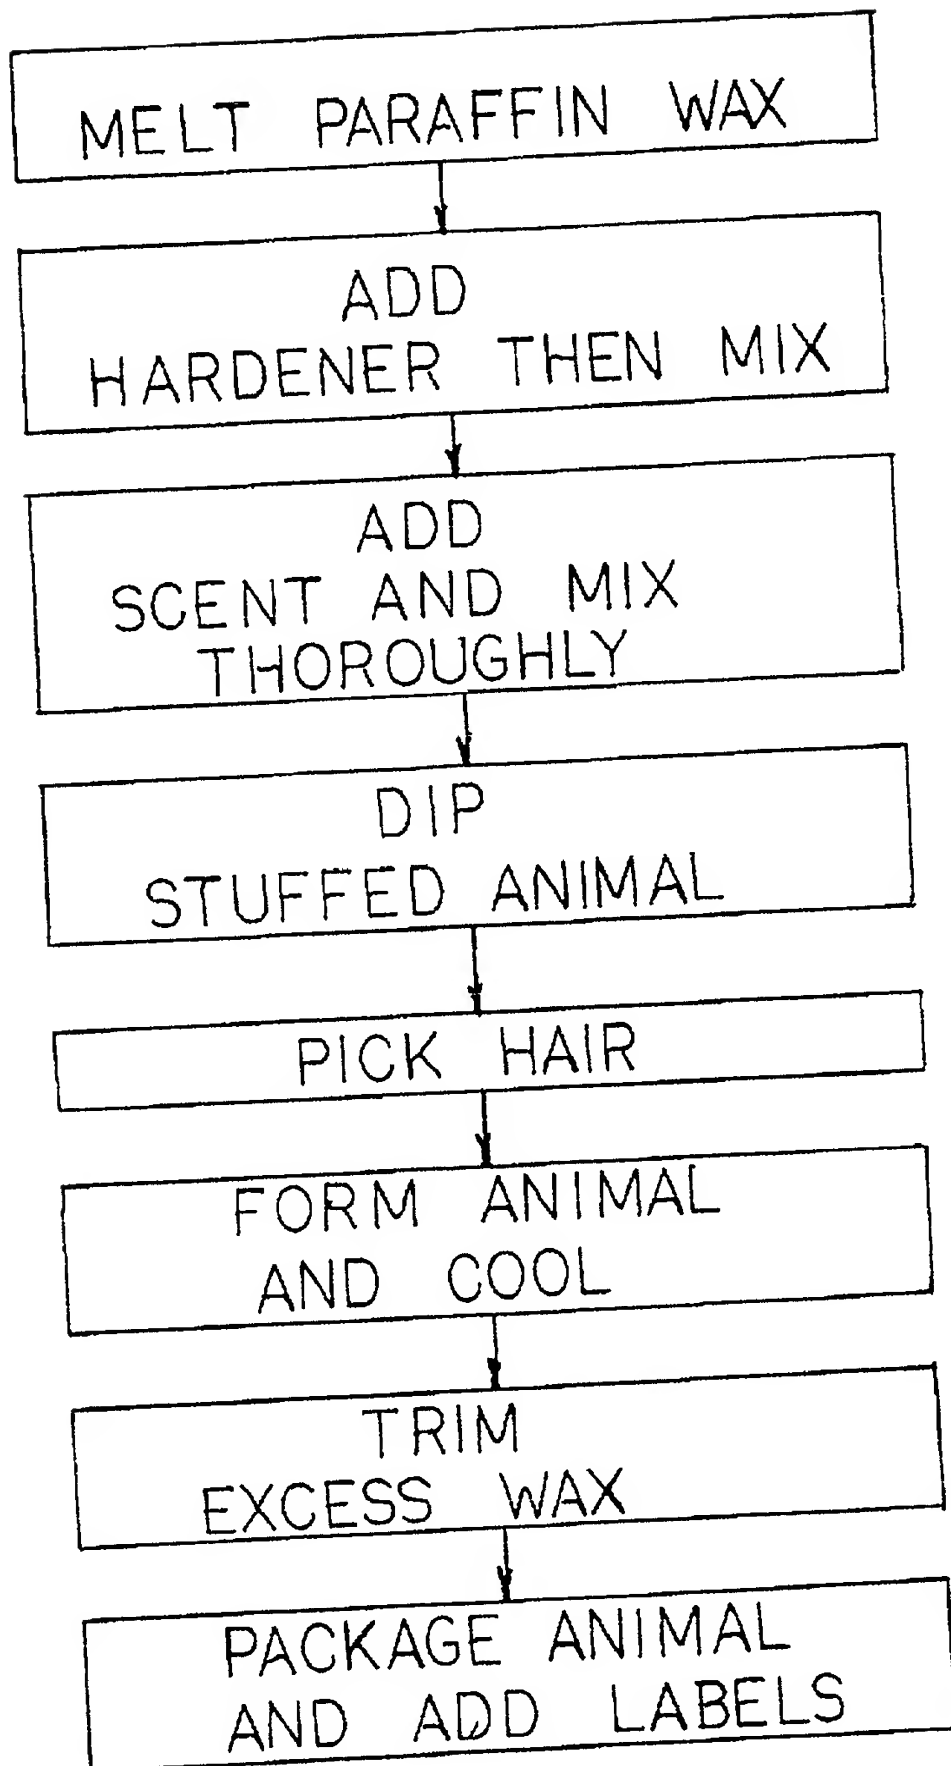 MELT PARAFFIN WAX
ADD
HARDENER THEN MIX
ADD
SCENT AND MIX
THOROUGHLY
DIP
STUFFED ANIMAL
PICK HAIR
FORM ANIMAL
AND COOL
TRIM
EXCESS WAX
PACKAGE ANIMAL
AND ADD LABELS